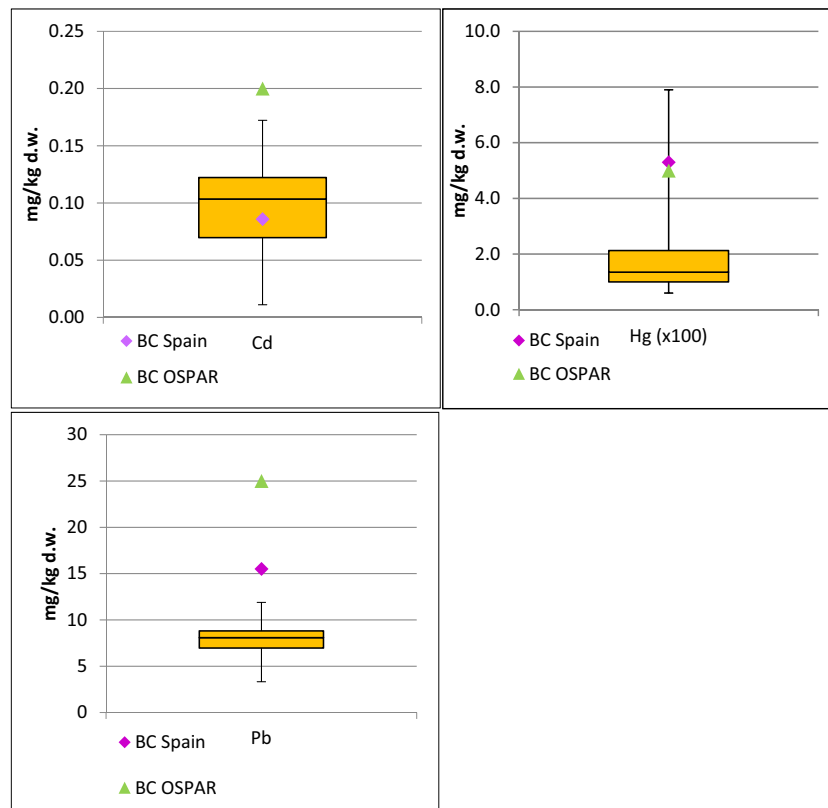 mg/kg d.w.
0.25
0.20
0.15
0.10
0.05
0.00
Cd
BC Spain
BC OSPAR
mg/kg d.w.
10.0
8.0
6.0
4.0
2.0
0.0
Hg (x100)
BC Spain
BC OSPAR
mg/kg d.w.
30
25
20
15
10
5
0
Pb
BC Spain
BC OSPAR